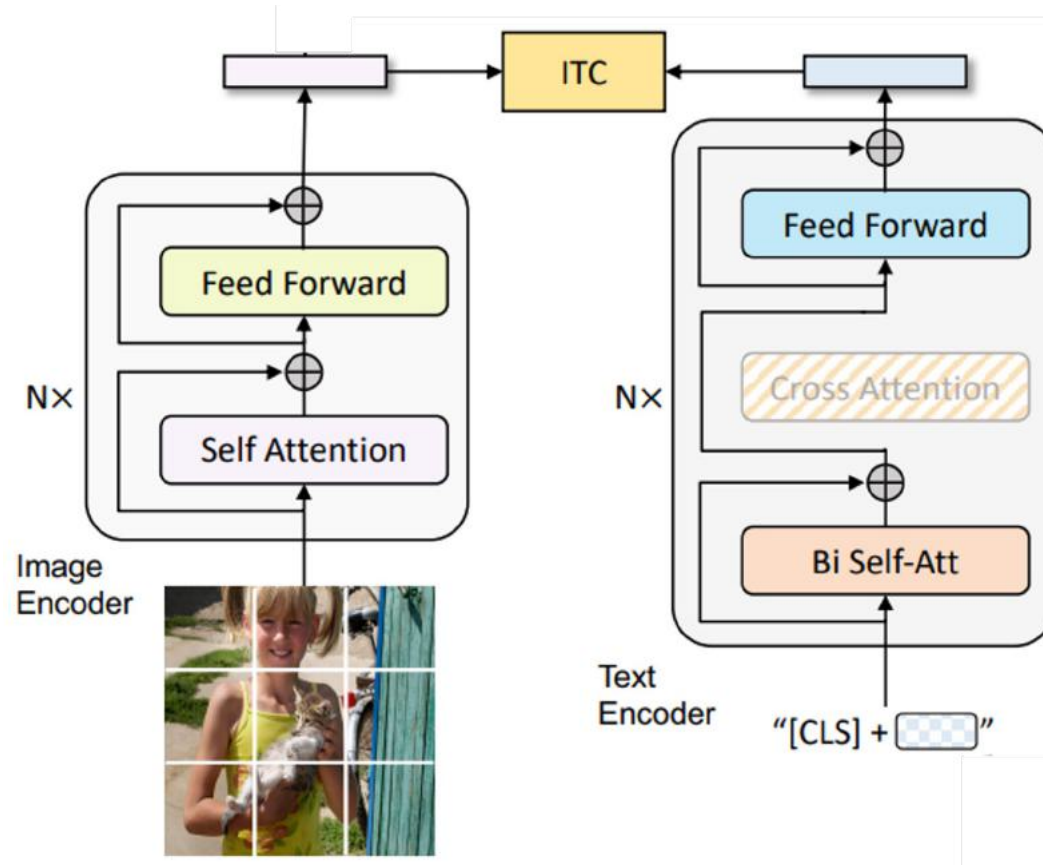 ITC
Feed Forward
Self Attention
N×
Image
Encoder
Feed Forward
Cross Attention
N×
Bi Self-Att
Text
Encoder
“[CLS] + ”